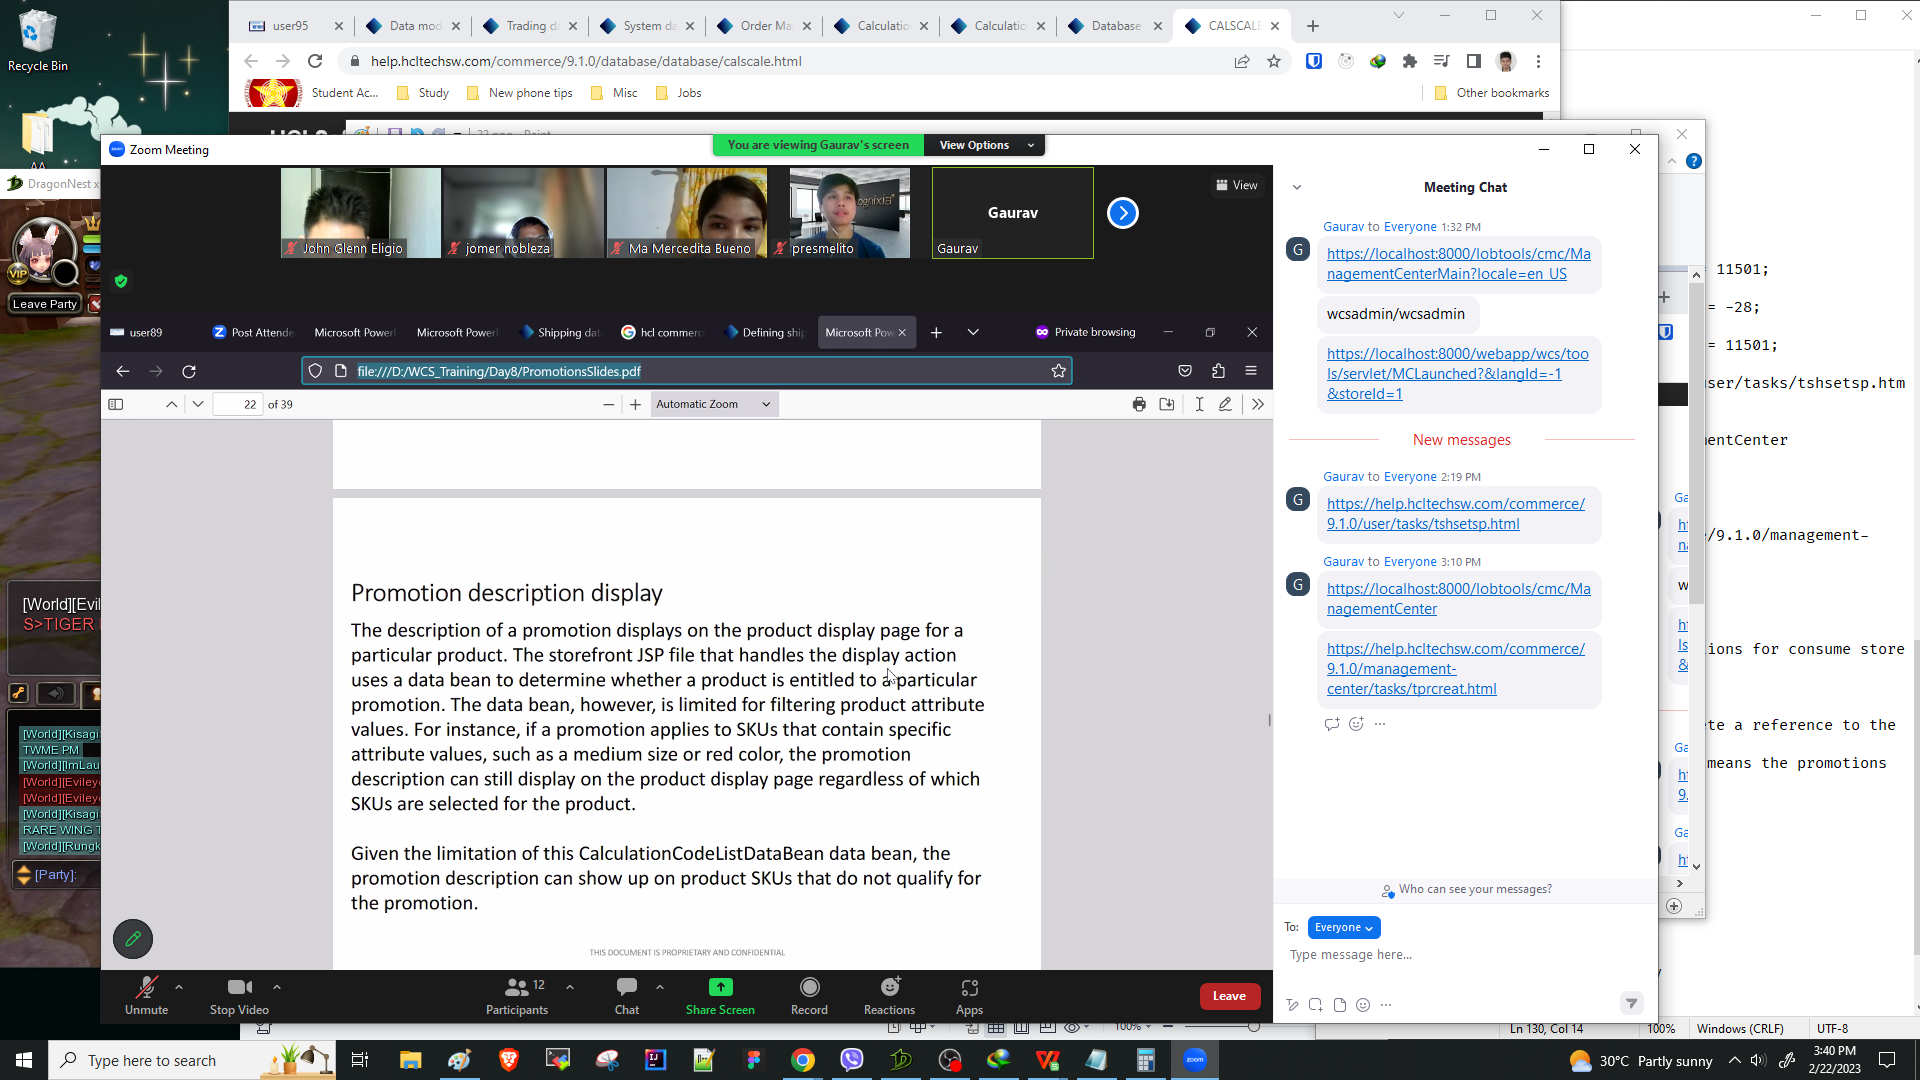 Recycle Bin
user95
Data mod
Trading d
System da
Order Ma
Calculatio
Calculatio
Database
CALSCALE
help.hcltechsw.com/commerce/9.1.0/database/database/calscale.html
Student Ac...
Study
New phone tips
Misc
Jobs
Other bookmarks
Zoom Meeting
You are viewing Gaurav's screen
View Options
View
John Glenn Eligio
jomer nobleza
Ma Mercedita Bueno
presmelito
Gaurav
Gaurav
DragonNest
VIP
Leave Party
user89
Post Attende
Microsoft Power
Microsoft Power
Shipping dat
hcl commerc
Defining ship
Microsoft Pow
Private browsing
file:///D:/WCS_Training/Day8/PromotionsSlides.pdf
22 of 39
Automatic Zoom
Promotion description display
The description of a promotion displays on the product display page for a
particular product. The storefront JSP file that handles the display action
uses a data bean to determine whether a product is entitled to a particular
promotion. The data bean, however, is limited for filtering product attribute
values. For instance, if a promotion applies to SKUs that contain specific
attribute values, such as a medium size or red color, the promotion
description can still display on the product display page regardless of which
SKUs are selected for the product.
Given the limitation of this CalculationCodeListDataBean data bean, the
promotion description can show up on product SKUs that do not qualify for
the promotion.
THIS DOCUMENT IS PROPRIETARY AND CONFIDENTIAL
Meeting Chat
Gaurav to Everyone 1:32 PM
G
https://localhost:8000/lobtools/cmc/Ma
nagementCenterMain?locale=en_US
wcsadmin/wcsadmin
https://localhost:8000/webapp/wcs/too
ls/servlet/MCLaunched?&langId=-1
&storeId=1
New messages
Gaurav to Everyone 2:19 PM
G
https://help.hcltechsw.com/commerce/
9.1.0/user/tasks/tshsetsp.html
Gaurav to Everyone 3:10 PM
G
https://localhost:8000/lobtools/cmc/Ma
nagementCenter
https://help.hcltechsw.com/commerce/
9.1.0/management-
center/tasks/tprcreat.html
Who can see your messages?
To: Everyone
Type message here...
11501;
= -28;
= 11501;
user/tasks/tshsetsp.htm
mentCenter
/9.1.0/management-
ions for consume store
ete a reference to the
means the promotions
[World][Evil
S>TIGER
[World][Kisagi
TWME PM
[World][ImLau
[World][Evileye
[World][Evileye
[World][Kisagi
RARE WING T
[World][Rungk
[Party]:
Unmute
Stop Video
Participants
12
Chat
Share Screen
Record
Reactions
Apps
Leave
100%
Ln 130, Col 14
100%
Windows (CRLF)
UTF-8
Type here to search
30°C Partly sunny
3:40 PM
2/22/2023